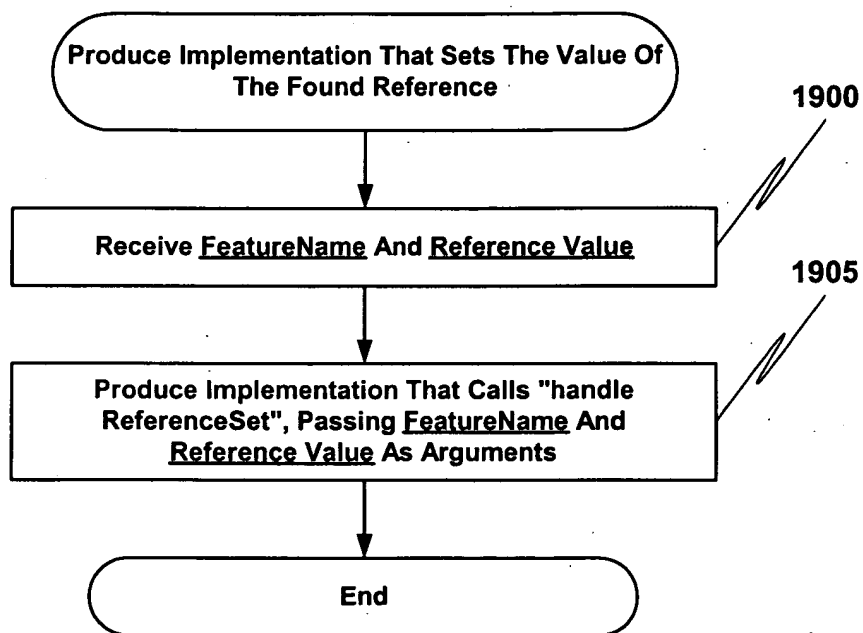 Produce Implementation That Sets The Value Of
The Found Reference
1900
Receive FeatureName And Reference Value
1905
Produce Implementation That Calls "handle
ReferenceSet", Passing FeatureName And
Reference Value As Arguments
End